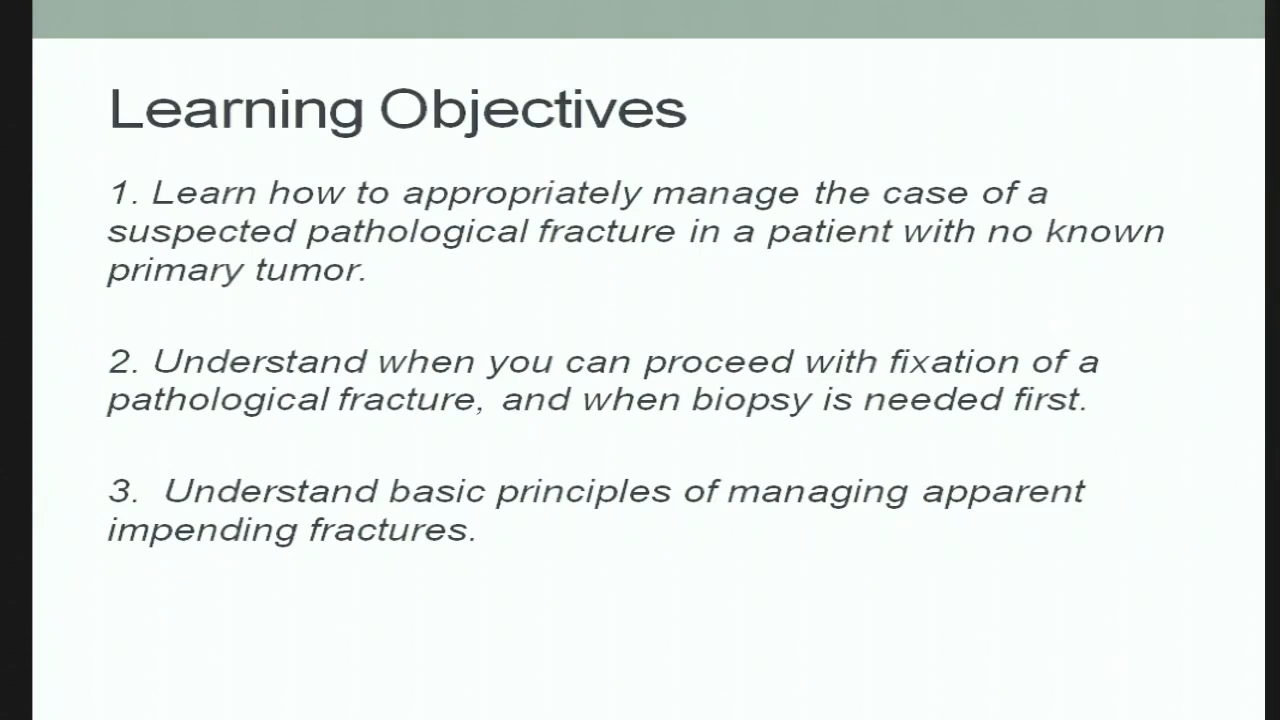 Learning Objectives
1. Learn how to appropriately manage the case of a
suspected pathological fracture in a patient with no known
primary tumor.
2. Understand when you can proceed with fixation of a
pathological fracture, and when biopsy is needed first.
3. Understand basic principles of managing apparent
impending fractures.